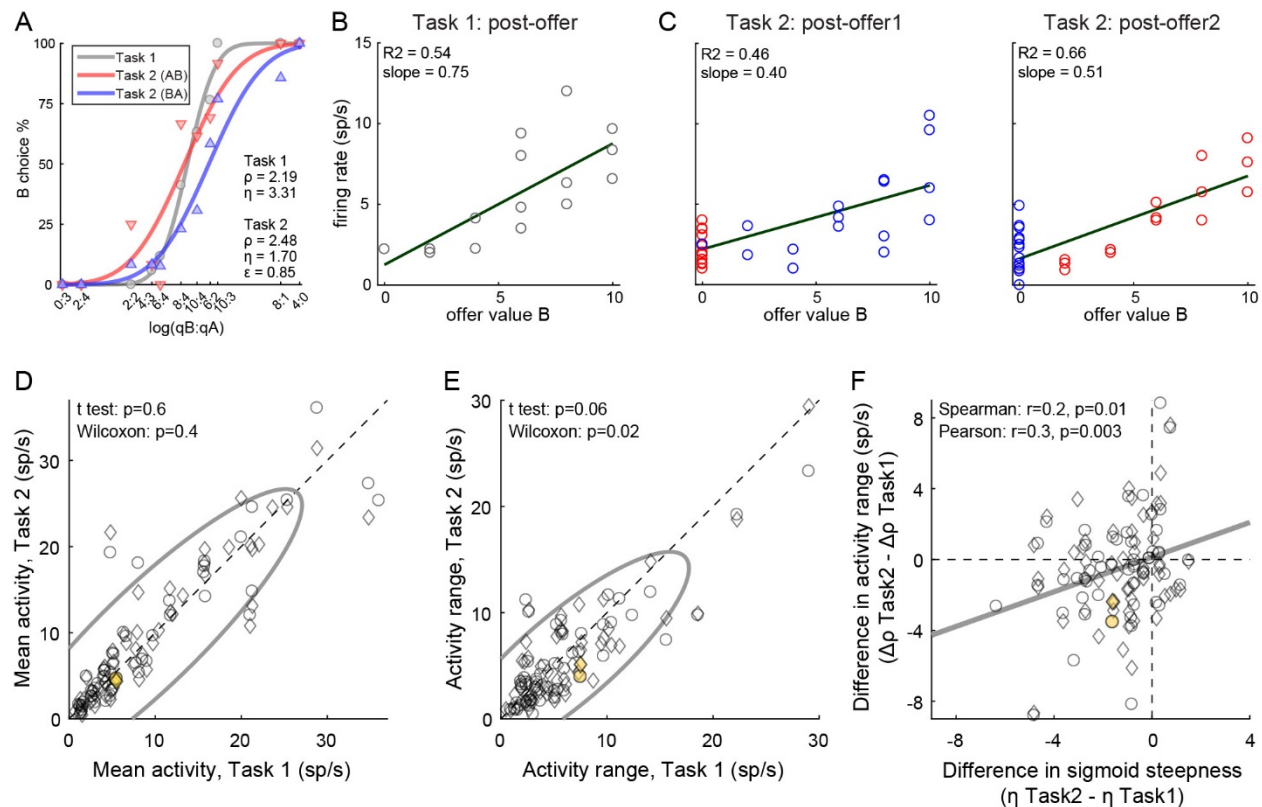 A
B
Task 1: post-offer
C
Task 2: post-offer1
Task 2: post-offer2
100
75
50
25
0
B choice %
Task 1
Task 2 (AB)
Task 2 (BA)
Task 1
ρ = 2.19
η = 3.31
Task 2
ρ = 2.48
η = 1.70
ε = 0.85
0:3
2:4
2:2
4:3
6:4
8:4
10:4
6:2
10:3
8:1
4:0
log(qB:qA)
15
10
5
0
firing rate (sp/s)
R2 = 0.54
slope = 0.75
0 5 10
offer value B
R2 = 0.46
slope = 0.40
0 5 10
offer value B
R2 = 0.66
slope = 0.51
0 5 10
offer value B
D
t test: p=0.6
Wilcoxon: p=0.4
30
20
10
0
Mean activity, Task 2 (sp/s)
0 10 20 30
Mean activity, Task 1 (sp/s)
E
t test: p=0.06
Wilcoxon: p=0.02
30
20
10
0
Activity range, Task 2 (sp/s)
0 10 20 30
Activity range, Task 1 (sp/s)
F
Spearman: r=0.2, p=0.01
Pearson: r=0.3, p=0.003
8
4
0
-4
-8
Difference in activity range (sp/s)
(Δρ Task2 - Δρ Task1)
-8 -4 0 4
Difference in sigmoid steepness
(η Task2 - η Task1)